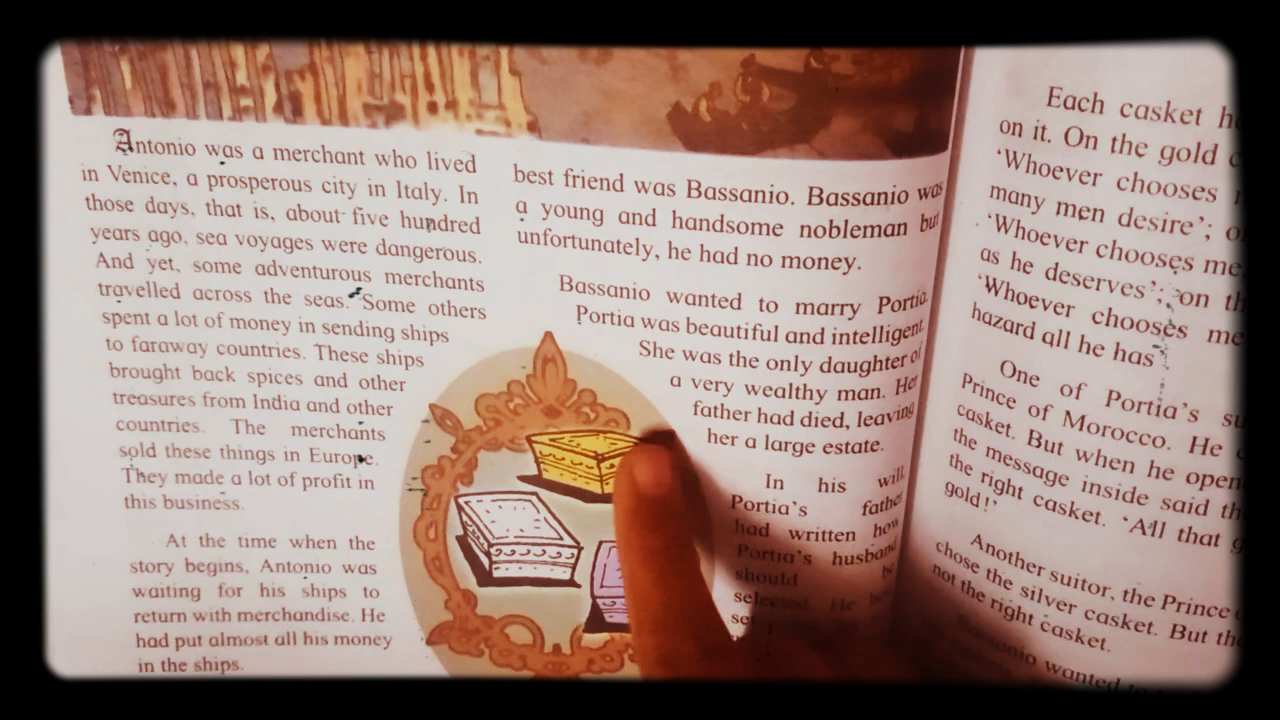 Antonio was a merchant who lived
in Venice, a prosperous city in Italy. In
those days, that is, about five hundred
years ago, sea voyages were dangerous.
And yet, some adventurous merchants
travelled across the seas. Some others
spent a lot of money in sending ships
to faraway countries. These ships
brought back spices and other
treasures from India and other
countries. The merchants
sold these things in Europe.
They made a lot of profit in
this business.
At the time when the
story begins, Antonio was
waiting for his ships to
return with merchandise. He
had put almost all his money
in the ships.
best friend was Bassanio. Bassanio was
a young and handsome nobleman but
unfortunately, he had no money.
Bassanio wanted to marry Portia.
Portia was beautiful and intelligent.
She was the only daughter of
a very wealthy man. Her
father had died, leaving
her a large estate.
In his will,
Portia's father
had written how
Portia's husband
should be
selected. He
Each casket
on it. On the gold
'Whoever chooses
many men desire';
'Whoever chooses me
as he deserves'; on
'Whoever chooses me
hazard all he has'.
One of Portia's
Prince of Morocco. He
casket. But when he
the message inside said
the right casket. 'All that
gold!'
Another suitor, the Prince
chose the silver casket. But
not the right casket.
wanted